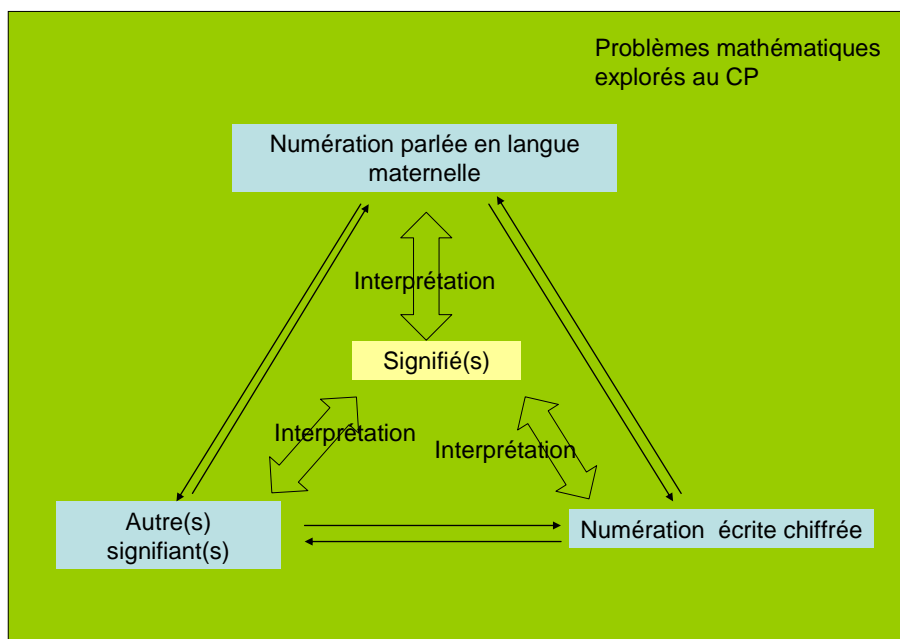 Problèmes mathématiques
explorés au CP
Numération parlée en langue
maternelle
Interprétation
Signifié(s)
Interprétation
Interprétation
Autre(s)
signifiant(s)
Numération écrite chiffrée